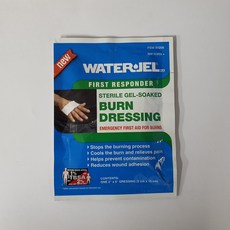 new
WATER·JEL
FIRST RESPONDER
STERILE GEL-SOAKED
BURN
DRESSING
EMERGENCY FIRST AID FOR BURNS
• Stops the burning process
• Cools the burn and relieves pain
• Helps prevent contamination
• Reduces wound adhesion
CONTENTS: